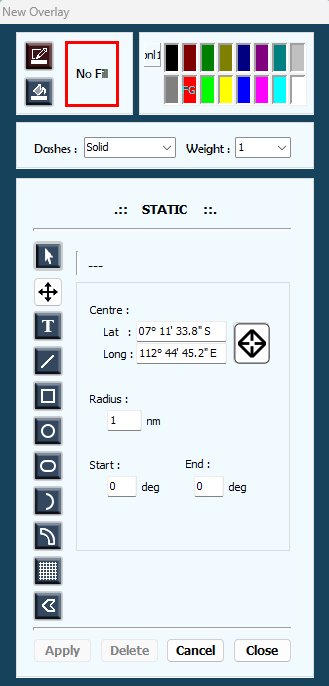 New Overlay
No Fill
onl1
FG
Dashes : Solid Weight : 1
.:: STATIC ::.
---
T
Centre :
Lat : 07° 11' 33.8" S
Long : 112° 44' 45.2" E
Radius :
1 nm
Start : End :
0 deg 0 deg
Apply Delete Cancel Close